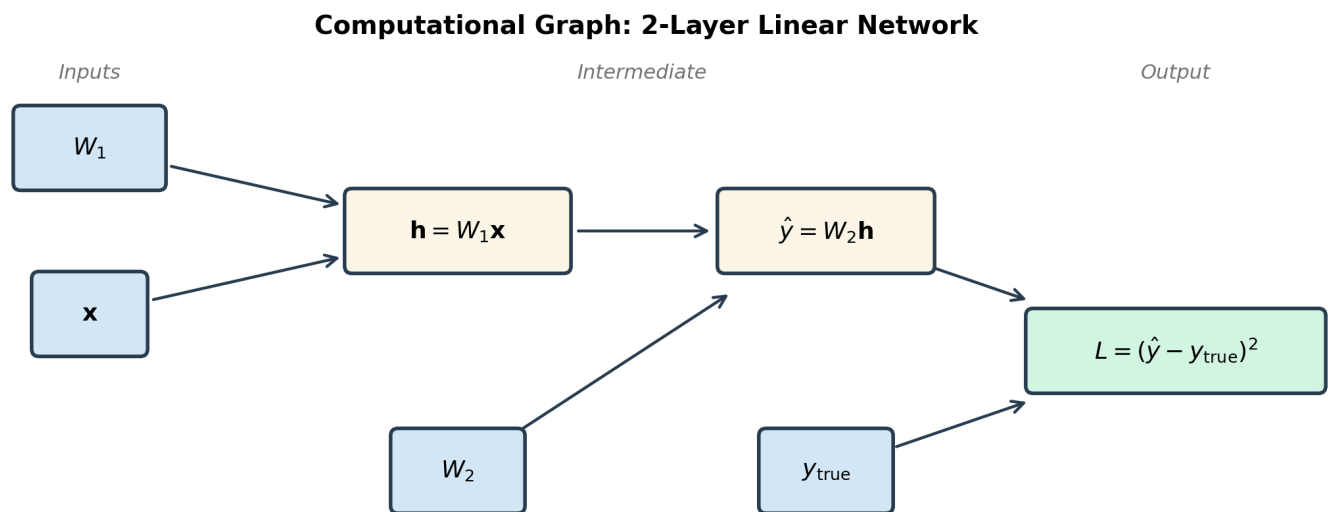 Computational Graph: 2-Layer Linear Network
Inputs
Intermediate
Output
W₁
h = W₁x
ŷ = W₂h
x
L = (ŷ − y_true)²
W₂
y_true